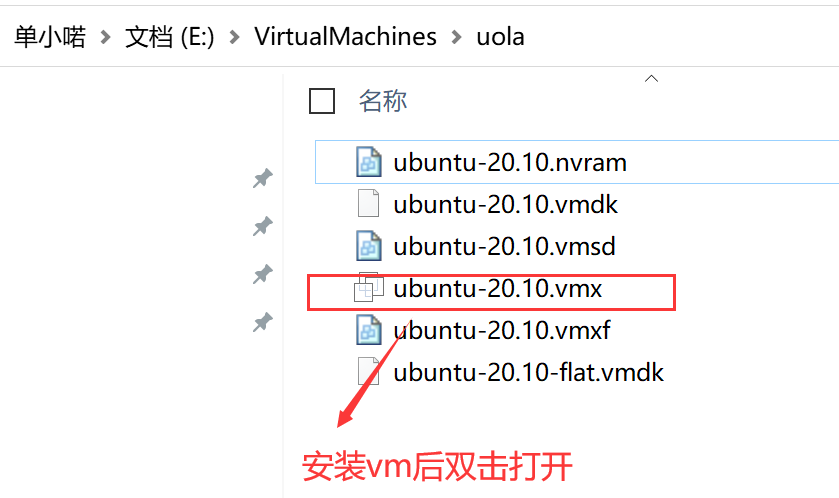 单小喏 > 文档 (E:) > VirtualMachines > uola
名称
ubuntu-20.10.nvram
ubuntu-20.10.vmdk
ubuntu-20.10.vmsd
ubuntu-20.10.vmx
ubuntu-20.10.vmxf
ubuntu-20.10-flat.vmdk
安装vm后双击打开